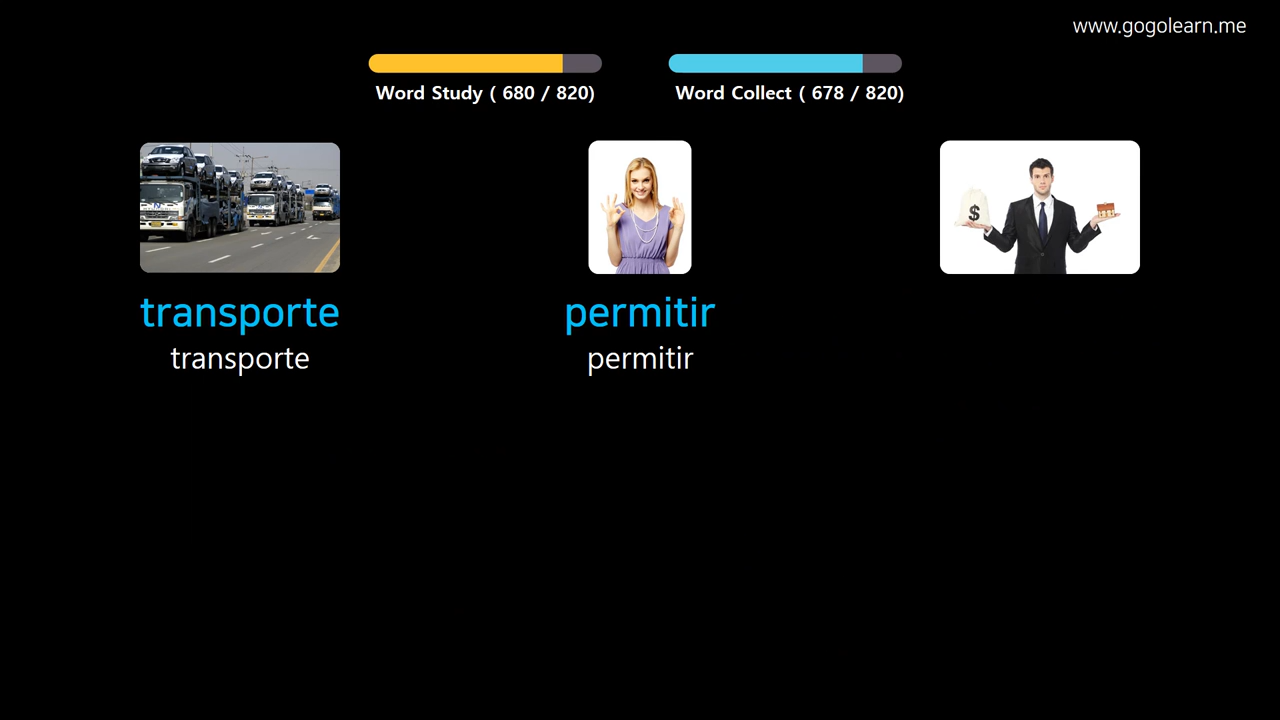 www.gogolearn.me
Word Study ( 680 / 820)
Word Collect ( 678 / 820)
$
transporte
permitir
transporte
permitir